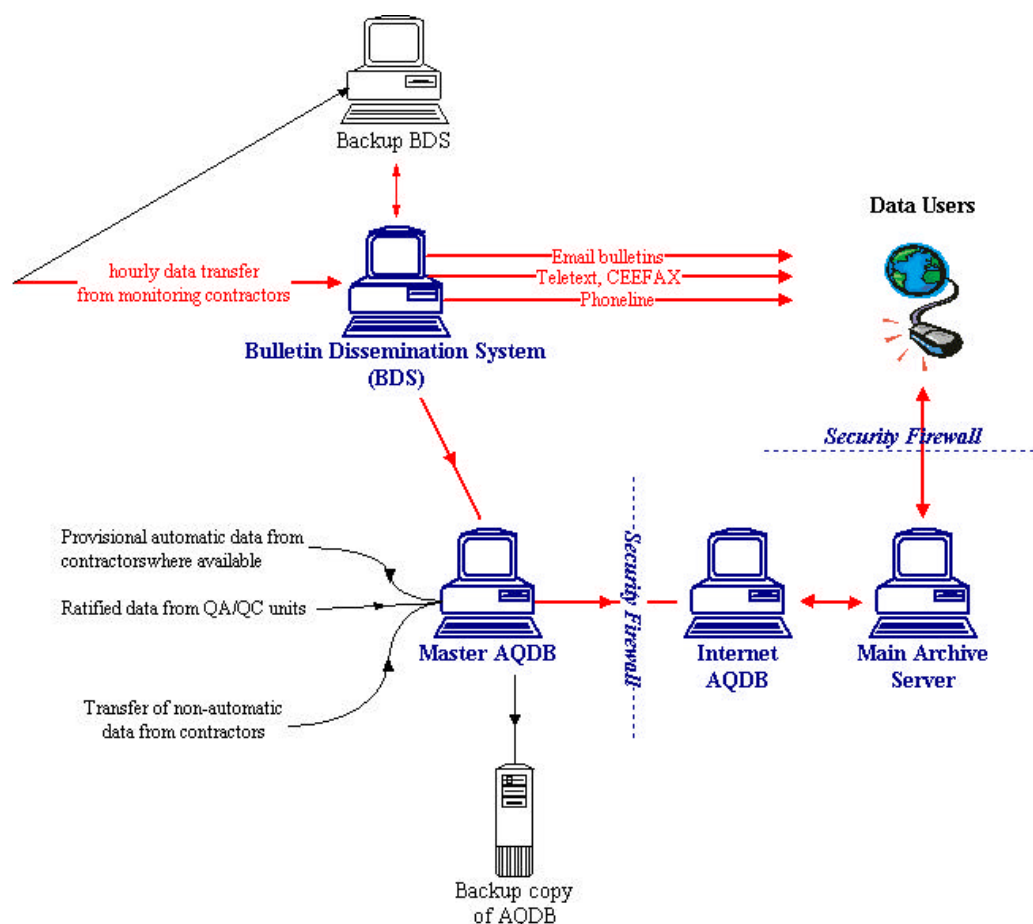 Backup BDS
Data Users
hourly data transfer
from monitoring contractors
Email bulletins
Teletext, CEEFAX
Phoneline
Bulletin Dissemination System
(BDS)
Security Firewall
Provisional automatic data from
contractorswhere available
Ratified data from QA/QC units
Transfer of non-automatic
data from contractors
Master AQDB
Security Firewall
Internet
AQDB
Main Archive
Server
Backup copy
of AQDB